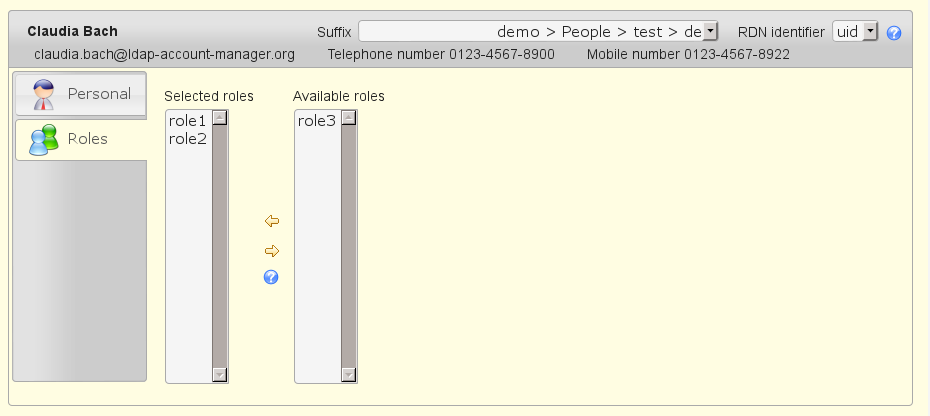 Claudia Bach Suffix demo > People > test > de RDN identifier uid
claudia.bach@ldap-account-manager.org Telephone number 0123-4567-8900 Mobile number 0123-4567-8922
Personal
Roles
Selected roles Available roles
role1 role3
role2